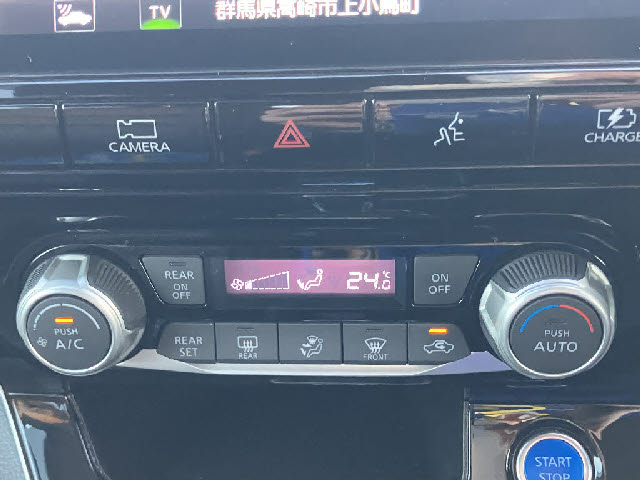 TV
群馬県高崎市上小鳥町
CAMERA
CHARGE
REAR
ON
OFF
24.0
°C
ON
OFF
PUSH
A/C
PUSH
AUTO
REAR
SET
REAR
FRONT
START
STOP